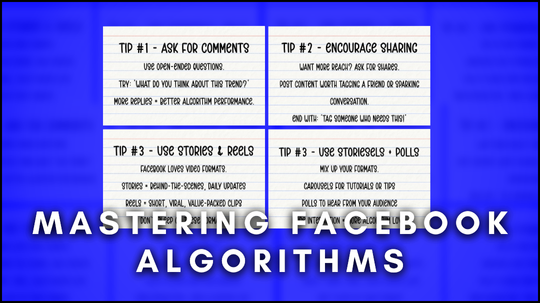 TIP #1 - ASK FOR COMMENTS
USE OPEN-ENDED QUESTIONS.
TRY: "WHAT DO YOU THINK ABOUT THIS TREND?"
MORE REPLIES = BETTER ALGORITHM PERFORMANCE.
TIP #2 - ENCOURAGE SHARING
WANT MORE REACH? ASK FOR SHARES.
POST CONTENT WORTH TAGGING A FRIEND OR SPARKING
CONVERSATION.
END WITH: "TAG SOMEONE WHO NEEDS THIS!"
TIP #3 - USE STORIES & REELS
FACEBOOK LOVES VIDEO FORMATS.
STORIES = BEHIND-THE-SCENES, DAILY UPDATES
REELS = SHORT, VIRAL, VALUE-PACKED CLIPS
TIP #3 - USE STORIESELS + POLLS
MIX UP YOUR FORMATS.
CAROUSELS FOR TUTORIALS OR TIPS
POLLS TO HEAR FROM YOUR AUDIENCE
MASTERING FACEBOOK
ALGORITHMS